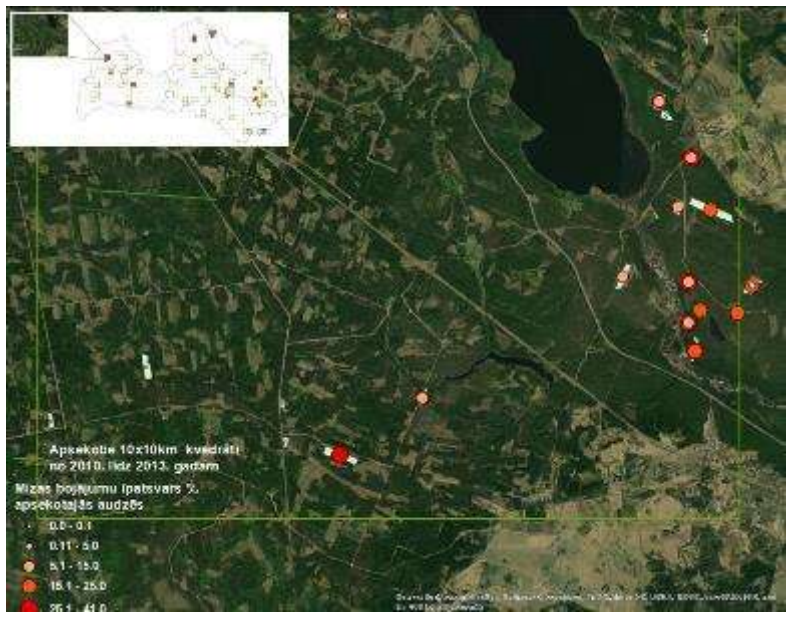 Apsekobe 10x10km kvadrāti
no 2010. līdz 2013. gadam
Mizas bojājumu īpatsvars %
apsekotajās audzēs
0.0 - 0.1
0.11 - 5.0
5.1 - 15.0
15.1 - 25.0
25.1 - 41.0